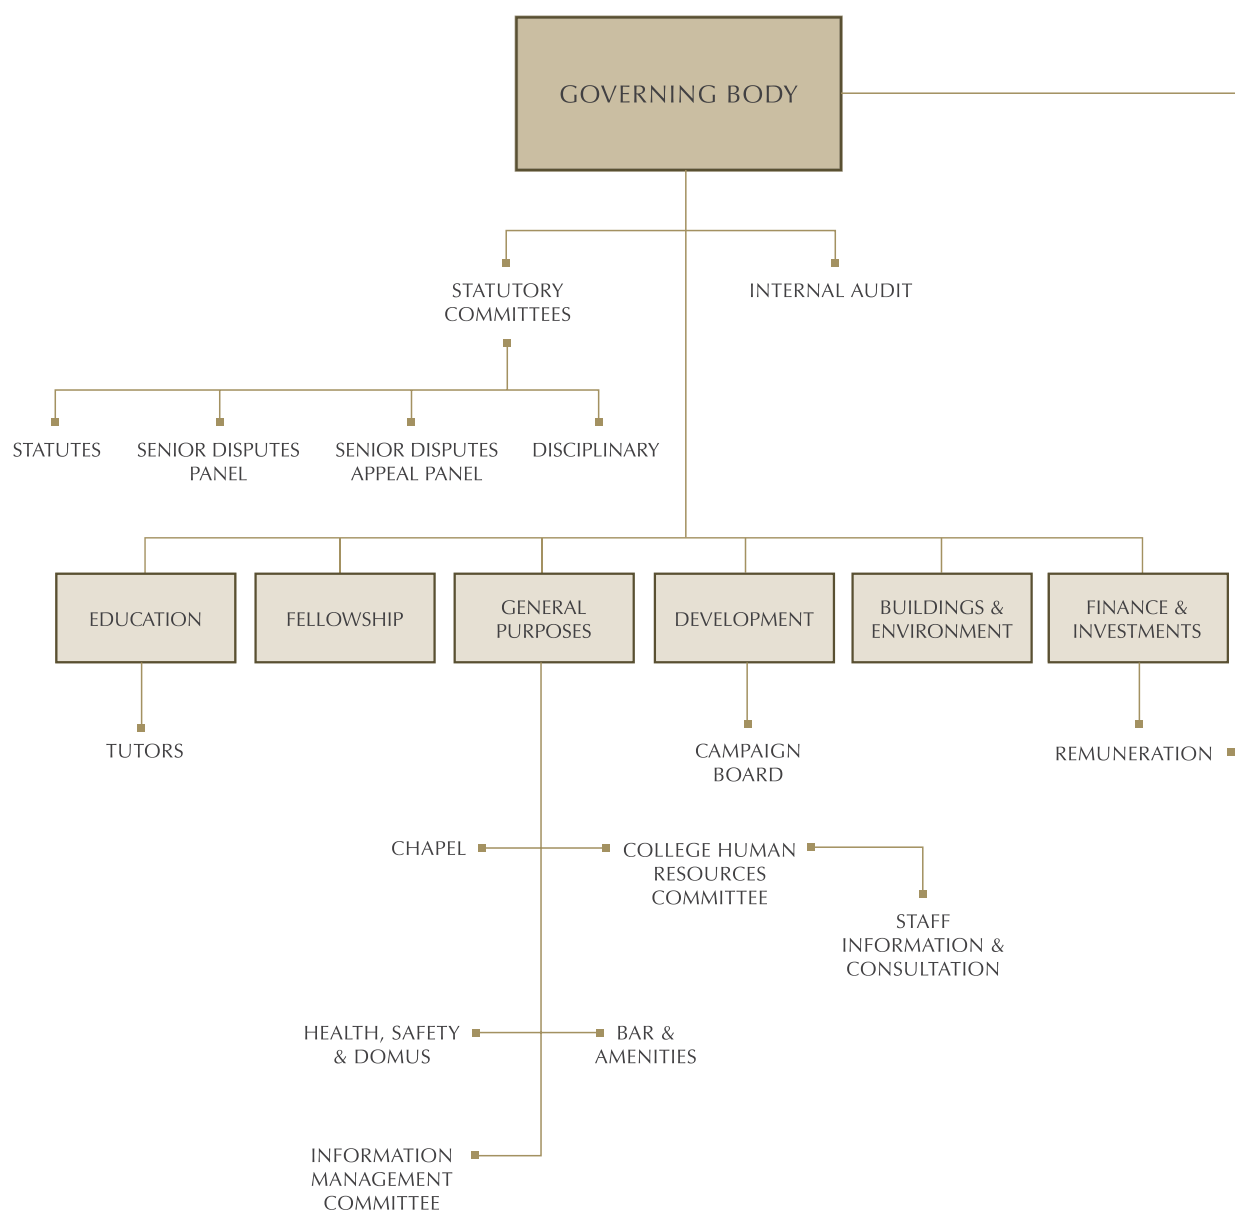 GOVERNING BODY
STATUTORY
COMMITTEES
INTERNAL AUDIT
STATUTES
SENIOR DISPUTES
PANEL
SENIOR DISPUTES
APPEAL PANEL
DISCIPLINARY
EDUCATION
FELLOWSHIP
GENERAL
PURPOSES
DEVELOPMENT
BUILDINGS &
ENVIRONMENT
FINANCE &
INVESTMENTS
TUTORS
CAMPAIGN
BOARD
REMUNERATION
CHAPEL
COLLEGE HUMAN
RESOURCES
COMMITTEE
STAFF
INFORMATION &
CONSULTATION
HEALTH, SAFETY
& DOMUS
BAR &
AMENITIES
INFORMATION
MANAGEMENT
COMMITTEE